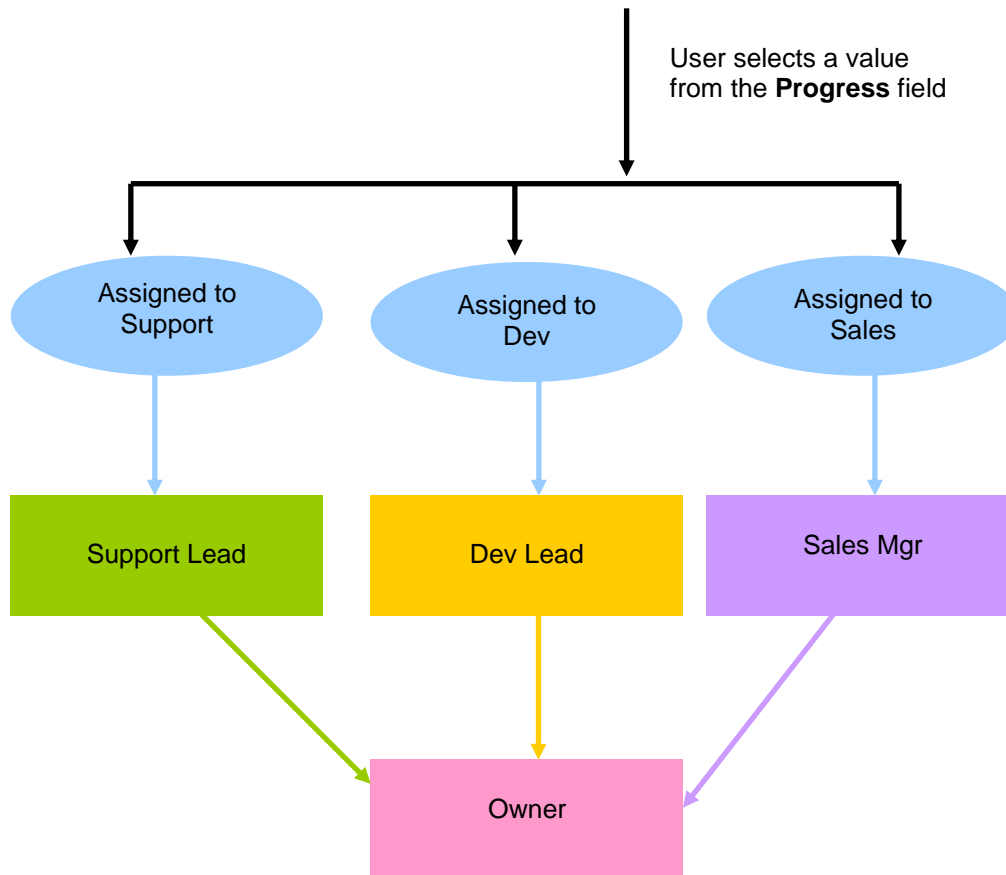 User selects a value
from the Progress field
Assigned to
Support
Assigned to
Dev
Assigned to
Sales
Support Lead
Dev Lead
Sales Mgr
Owner